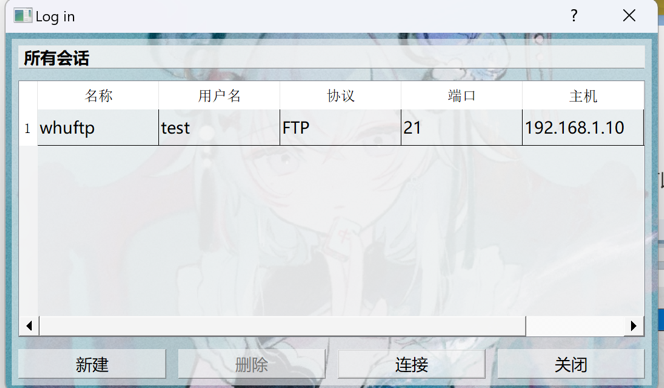 Log in
所有会话
名称 用户名 协议 端口 主机
1 whuftp test FTP 21 192.168.1.10
新建 删除 连接 关闭